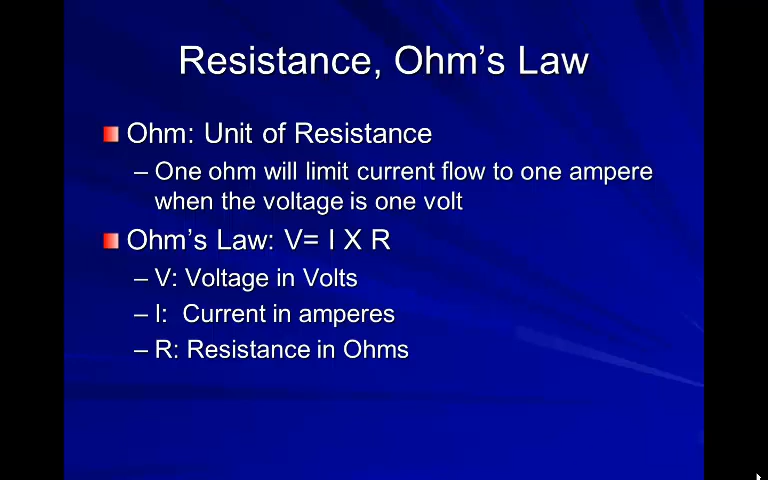 Resistance, Ohm’s Law
Ohm: Unit of Resistance
– One ohm will limit current flow to one ampere
when the voltage is one volt
Ohm’s Law: V= I X R
– V: Voltage in Volts
– I: Current in amperes
– R: Resistance in Ohms